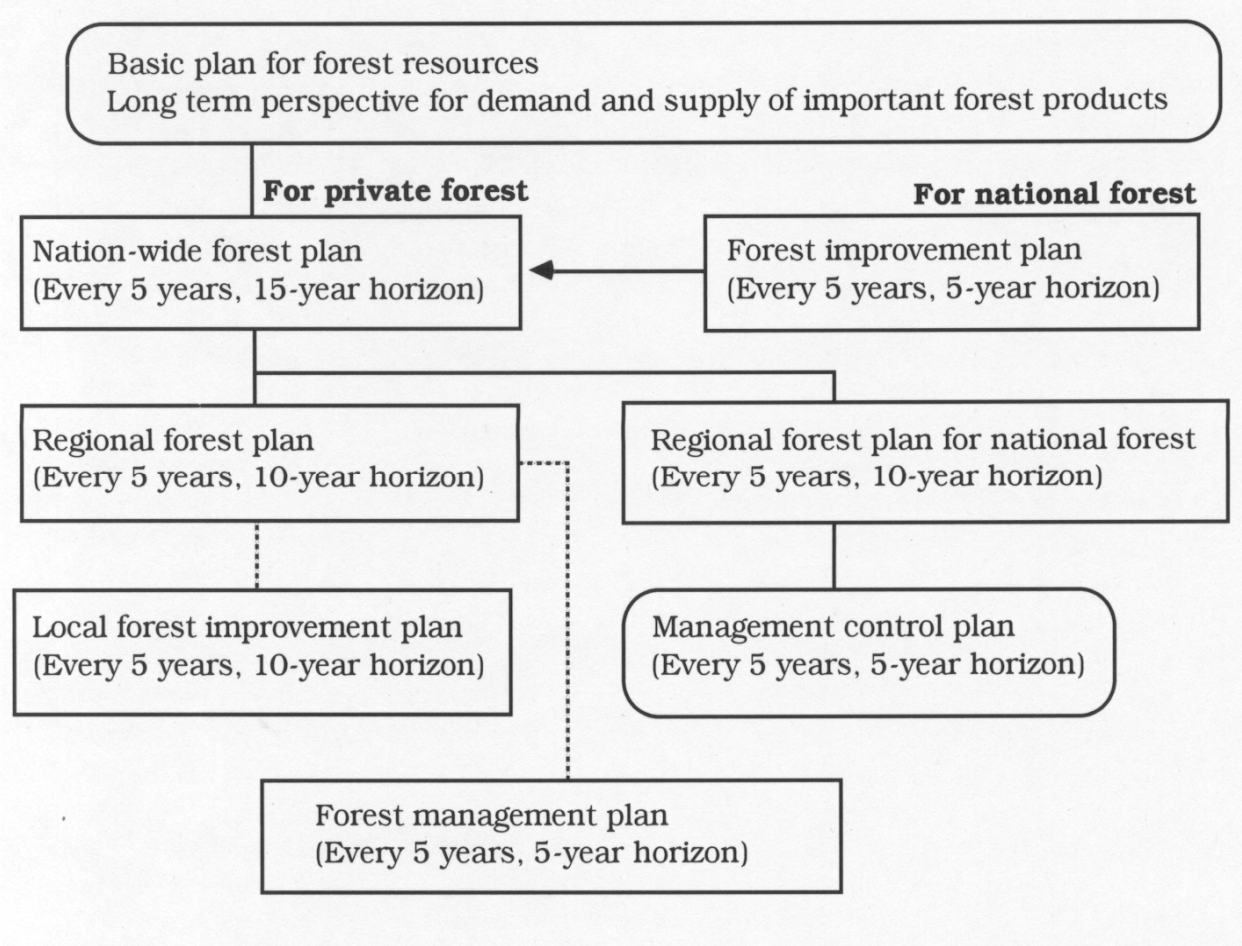 Basic plan for forest resources
Long term perspective for demand and supply of important forest products
For private forest
For national forest
Nation-wide forest plan
(Every 5 years, 15-year horizon)
Forest improvement plan
(Every 5 years, 5-year horizon)
Regional forest plan
(Every 5 years, 10-year horizon)
Regional forest plan for national forest
(Every 5 years, 10-year horizon)
Local forest improvement plan
(Every 5 years, 10-year horizon)
Management control plan
(Every 5 years, 5-year horizon)
Forest management plan
(Every 5 years, 5-year horizon)